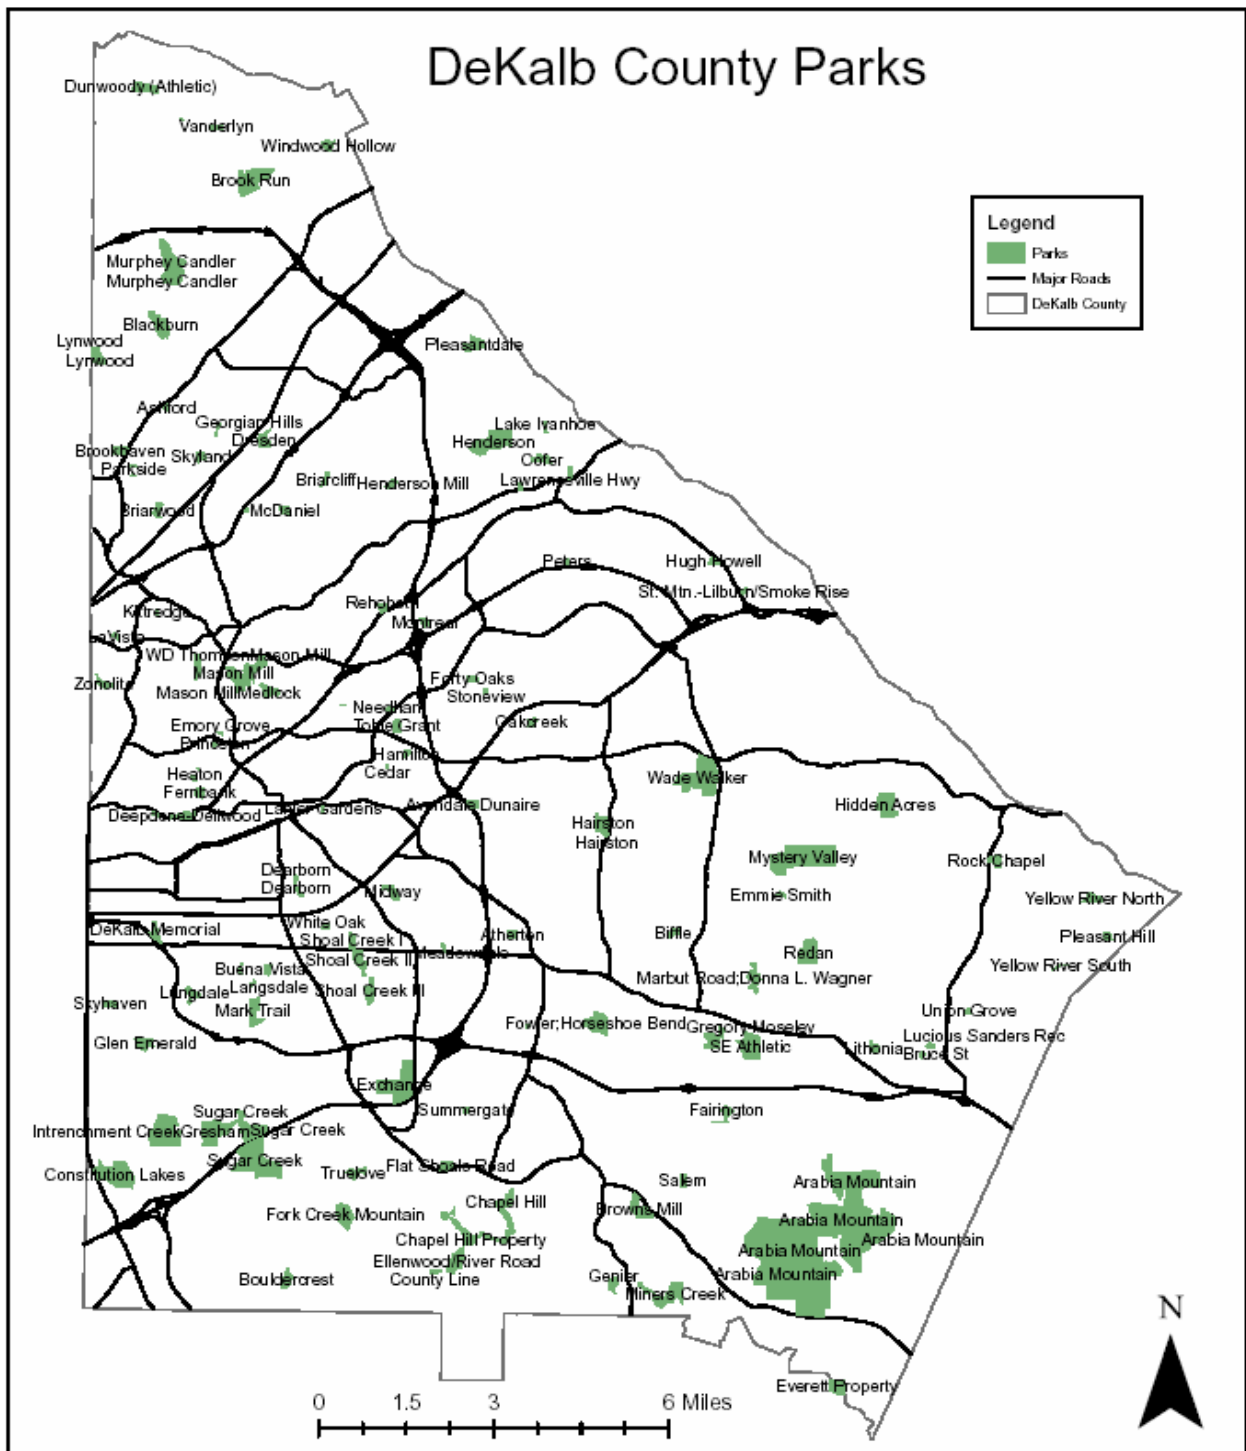 DeKalb County Parks
Dunwoody (Athletic)
Vanderlyn
Windwood Hollow
Brook Run
Legend
Parks
Major Roads
DeKalb County
Murphey Candler
Murphey Candler
Blackburn
Lynwood
Lynwood
Pleasantdale
Ashford
Georgian Hills
Dresden
Lake Ivanhoe
Henderson
Brookhaven
Skyland
Parkside
Oofer
Briarcliff
Henderson Mill
Lawrenceville Hwy
Briarwood
McDaniel
Peters
Hugh Howell
St. Mtn.-Lilburn/Smoke Rise
Kittredge
Rehoboth
Montreal
LaVista
WD Thomson
Mason Mill
Mason Mill
Zonolite
Mason Mill
Medlock
Forty Oaks
Stoneview
Needham
Emory Grove
Tobie Grant
Oakcreek
Princeton
Hamilton
Cedar
Heaton
Fernbank
Wade Walker
Deepdene-Dellwood
Lanier Gardens
Avondale Dunaire
Hidden Acres
Hairston
Hairston
Mystery Valley
Rock Chapel
Dearborn
Dearborn
Midway
Emmie Smith
Yellow River North
DeKalb Memorial
White Oak
Shoal Creek I
Atherton
Biffle
Pleasant Hill
Shoal Creek II
Meadowdale
Redan
Yellow River South
Buena Vista
Langsdale
Marbut Road;Donna L. Wagner
Skyhaven
Lungdale
Mark Trail
Shoal Creek III
Union Grove
Fowler;Horseshoe Bend
Gregory Moseley
Glen Emerald
SE Athletic
Lithonia
Lucious Sanders Rec
Bruce St
Exchange
Sugar Creek
Summergate
Fairington
Intrenchment Creek
Gresham
Sugar Creek
Sugar Creek
Constitution Lakes
Truelove
Flat Shoals Road
Salem
Arabia Mountain
Fork Creek Mountain
Chapel Hill
Browns Mill
Arabia Mountain
Chapel Hill Property
Arabia Mountain
Arabia Mountain
Ellenwood/River Road
Bouldercrest
County Line
Genier
Arabia Mountain
Miners Creek
N
Everett Property
0 1.5 3 6 Miles